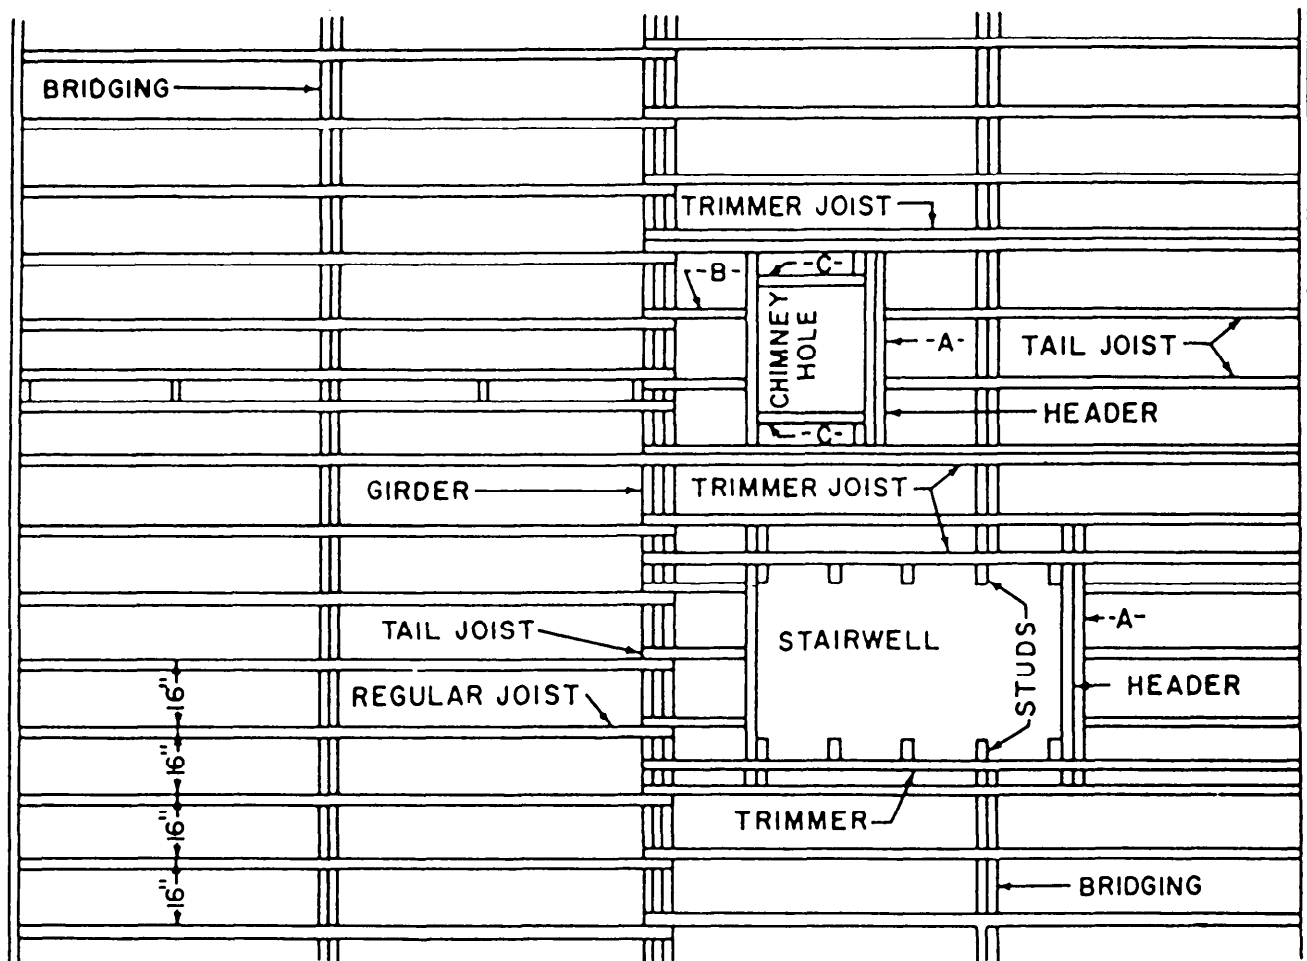 BRIDGING
TRIMMER JOIST
-B-
-C-
CHIMNEY
HOLE
-A-
TAIL JOIST
HEADER
-C-
GIRDER
TRIMMER JOIST
TAIL JOIST
STAIRWELL
STUDS
-A-
REGULAR JOIST
HEADER
16"
16"
16"
16"
TRIMMER
BRIDGING